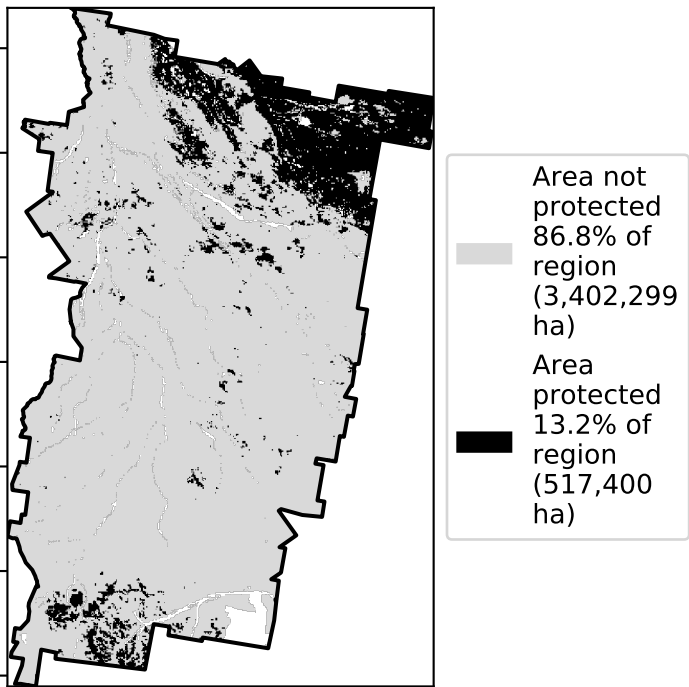 Area not
protected
86.8% of
region
(3,402,299
ha)
Area
protected
13.2% of
region
(517,400
ha)